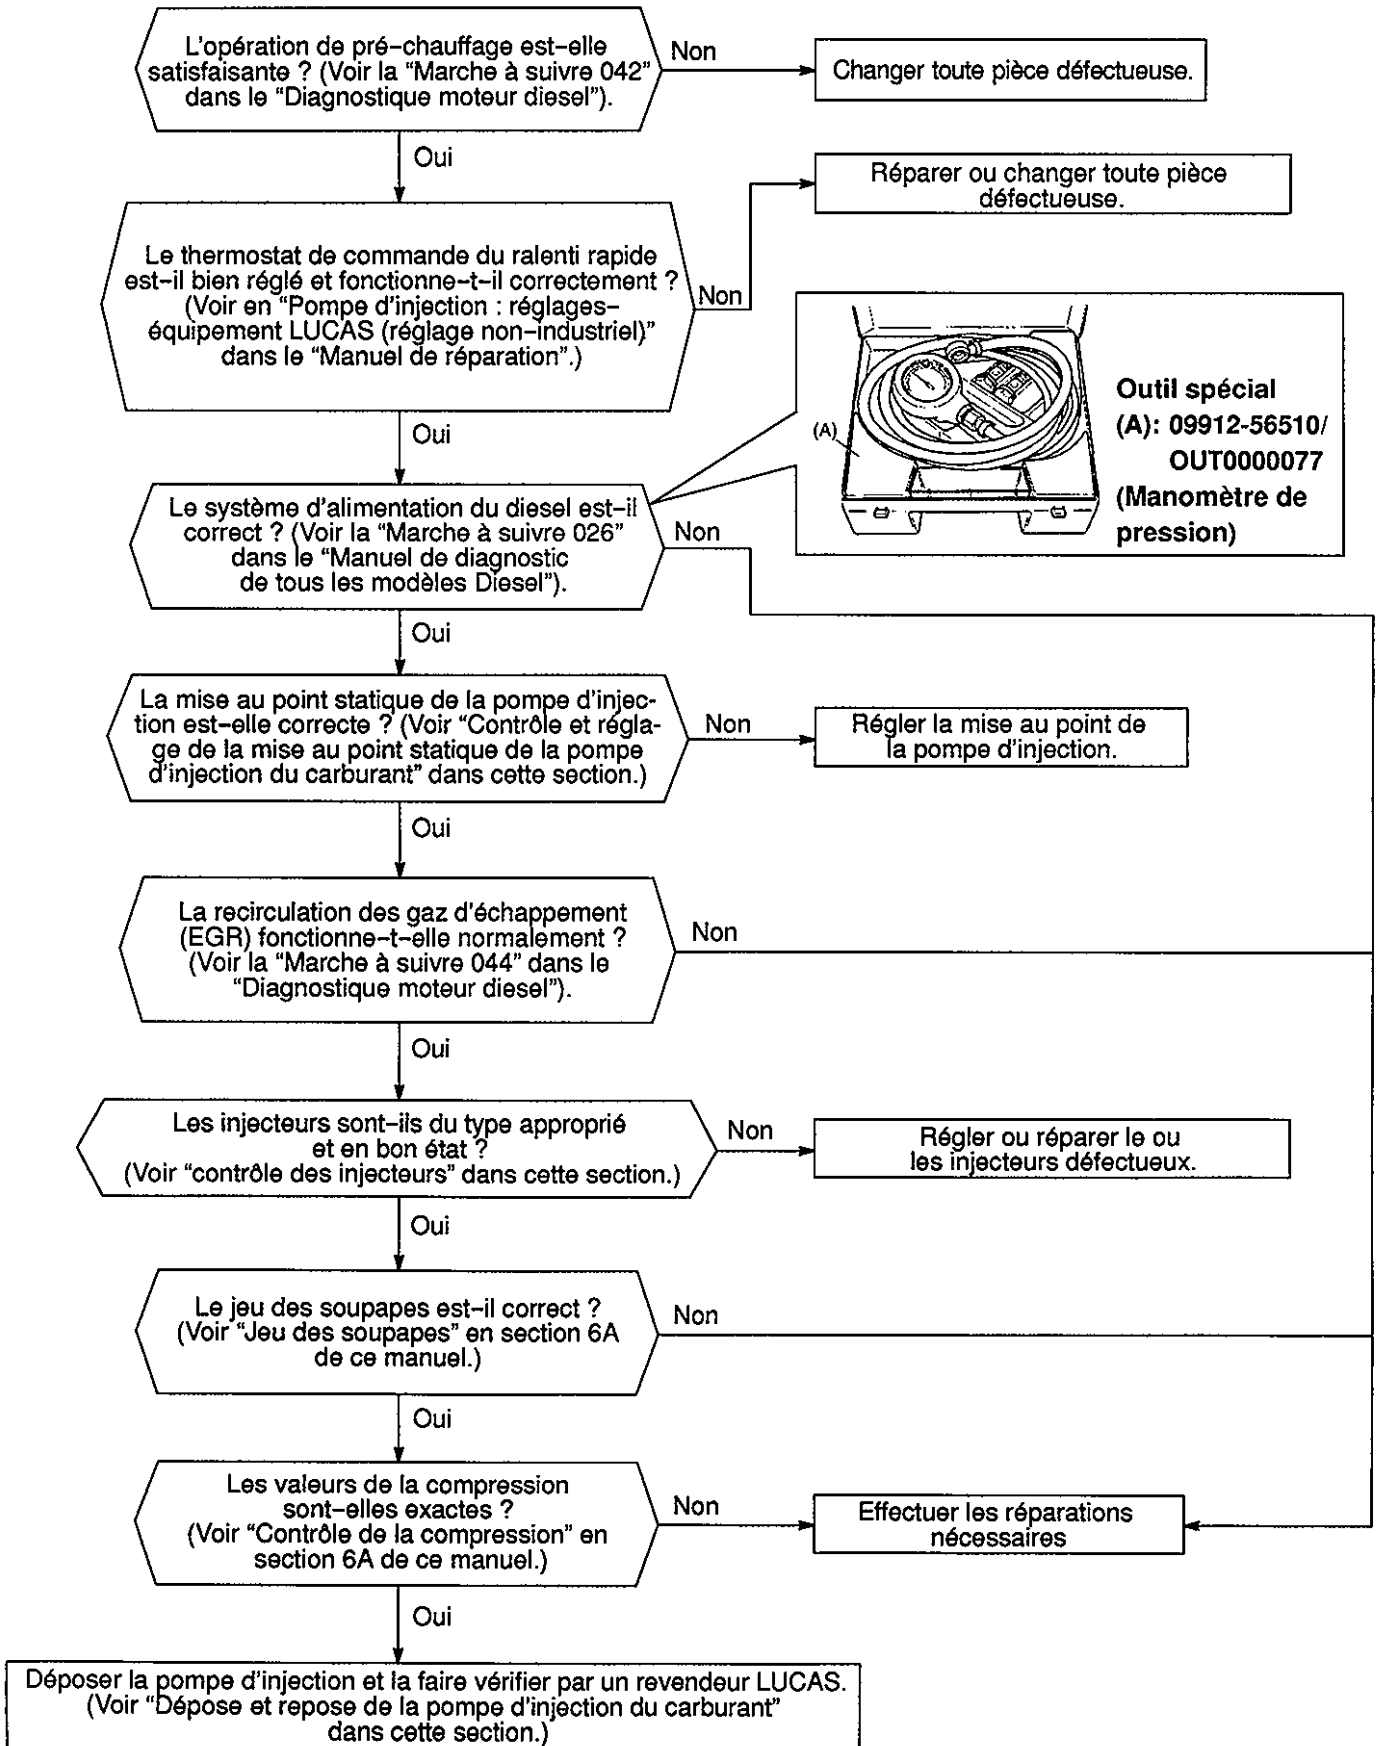 L'opération de pré-chauffage est-elle
satisfaisante ? (Voir la “Marche à suivre 042”
dans le “Diagnostique moteur diesel”).
Non
Changer toute pièce défectueuse.
Oui
Réparer ou changer toute pièce
défectueuse.
Le thermostat de commande du ralenti rapide
est-il bien réglé et fonctionne-t-il correctement ?
(Voir en “Pompe d'injection : réglages-
équipement LUCAS (réglage non-industriel)”
dans le “Manuel de réparation”.)
Non
(A)
Outil spécial
(A): 09912-56510/
OUT0000077
(Manomètre de
pression)
Oui
Le système d'alimentation du diesel est-il
correct ? (Voir la “Marche à suivre 026”
dans le “Manuel de diagnostic
de tous les modèles Diesel”).
Non
Oui
La mise au point statique de la pompe d'injec-
tion est-elle correcte ? (Voir “Contrôle et régla-
ge de la mise au point statique de la pompe
d'injection du carburant” dans cette section.)
Non
Régler la mise au point de
la pompe d'injection.
Oui
La recirculation des gaz d'échappement
(EGR) fonctionne-t-elle normalement ?
(Voir la “Marche à suivre 044” dans le
“Diagnostique moteur diesel”).
Non
Oui
Les injecteurs sont-ils du type approprié
et en bon état ?
(Voir “contrôle des injecteurs” dans cette section.)
Non
Régler ou réparer le ou
les injecteurs défectueux.
Oui
Le jeu des soupapes est-il correct ?
(Voir “Jeu des soupapes” en section 6A
de ce manuel.)
Non
Oui
Les valeurs de la compression
sont-elles exactes ?
(Voir “Contrôle de la compression” en
section 6A de ce manuel.)
Non
Effectuer les réparations
nécessaires
Oui
Déposer la pompe d'injection et la faire vérifier par un revendeur LUCAS.
(Voir “Dépose et repose de la pompe d'injection du carburant”
dans cette section.)